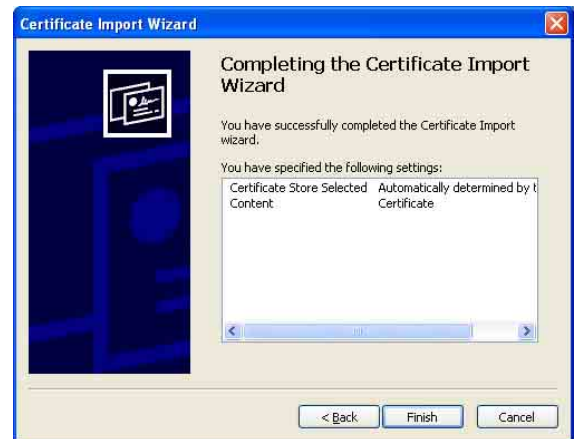 Certificate Import Wizard
Completing the Certificate Import
Wizard
You have successfully completed the Certificate Import
wizard.
You have specified the following settings:
Certificate Store Selected Automatically determined by t
Content Certificate
< Back Finish Cancel